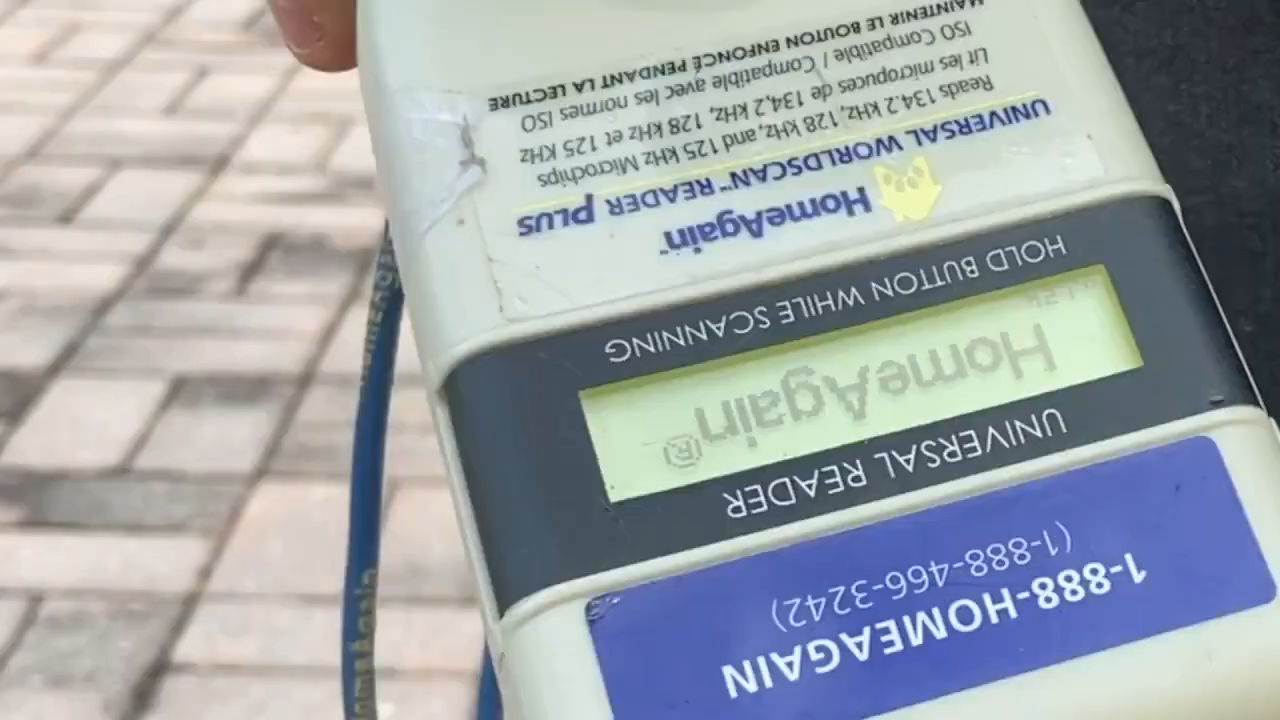 1-888-HOMEAGAIN
(1-888-466-3242)
UNIVERSAL READER
HomeAgain®
HOLD BUTTON WHILE SCANNING
HomeAgain™
UNIVERSAL WORLDSCAN™ READER PLUS
Reads 134.2 kHz, 128 kHz, and 125 kHz Microchips
Lit les micropuces de 134,2 kHz, 128 kHz et 125 kHz
ISO Compatible / Compatible avec les normes ISO
MAINTENIR LE BOUTON ENFONCÉ PENDANT LA LECTURE
HomeAgain